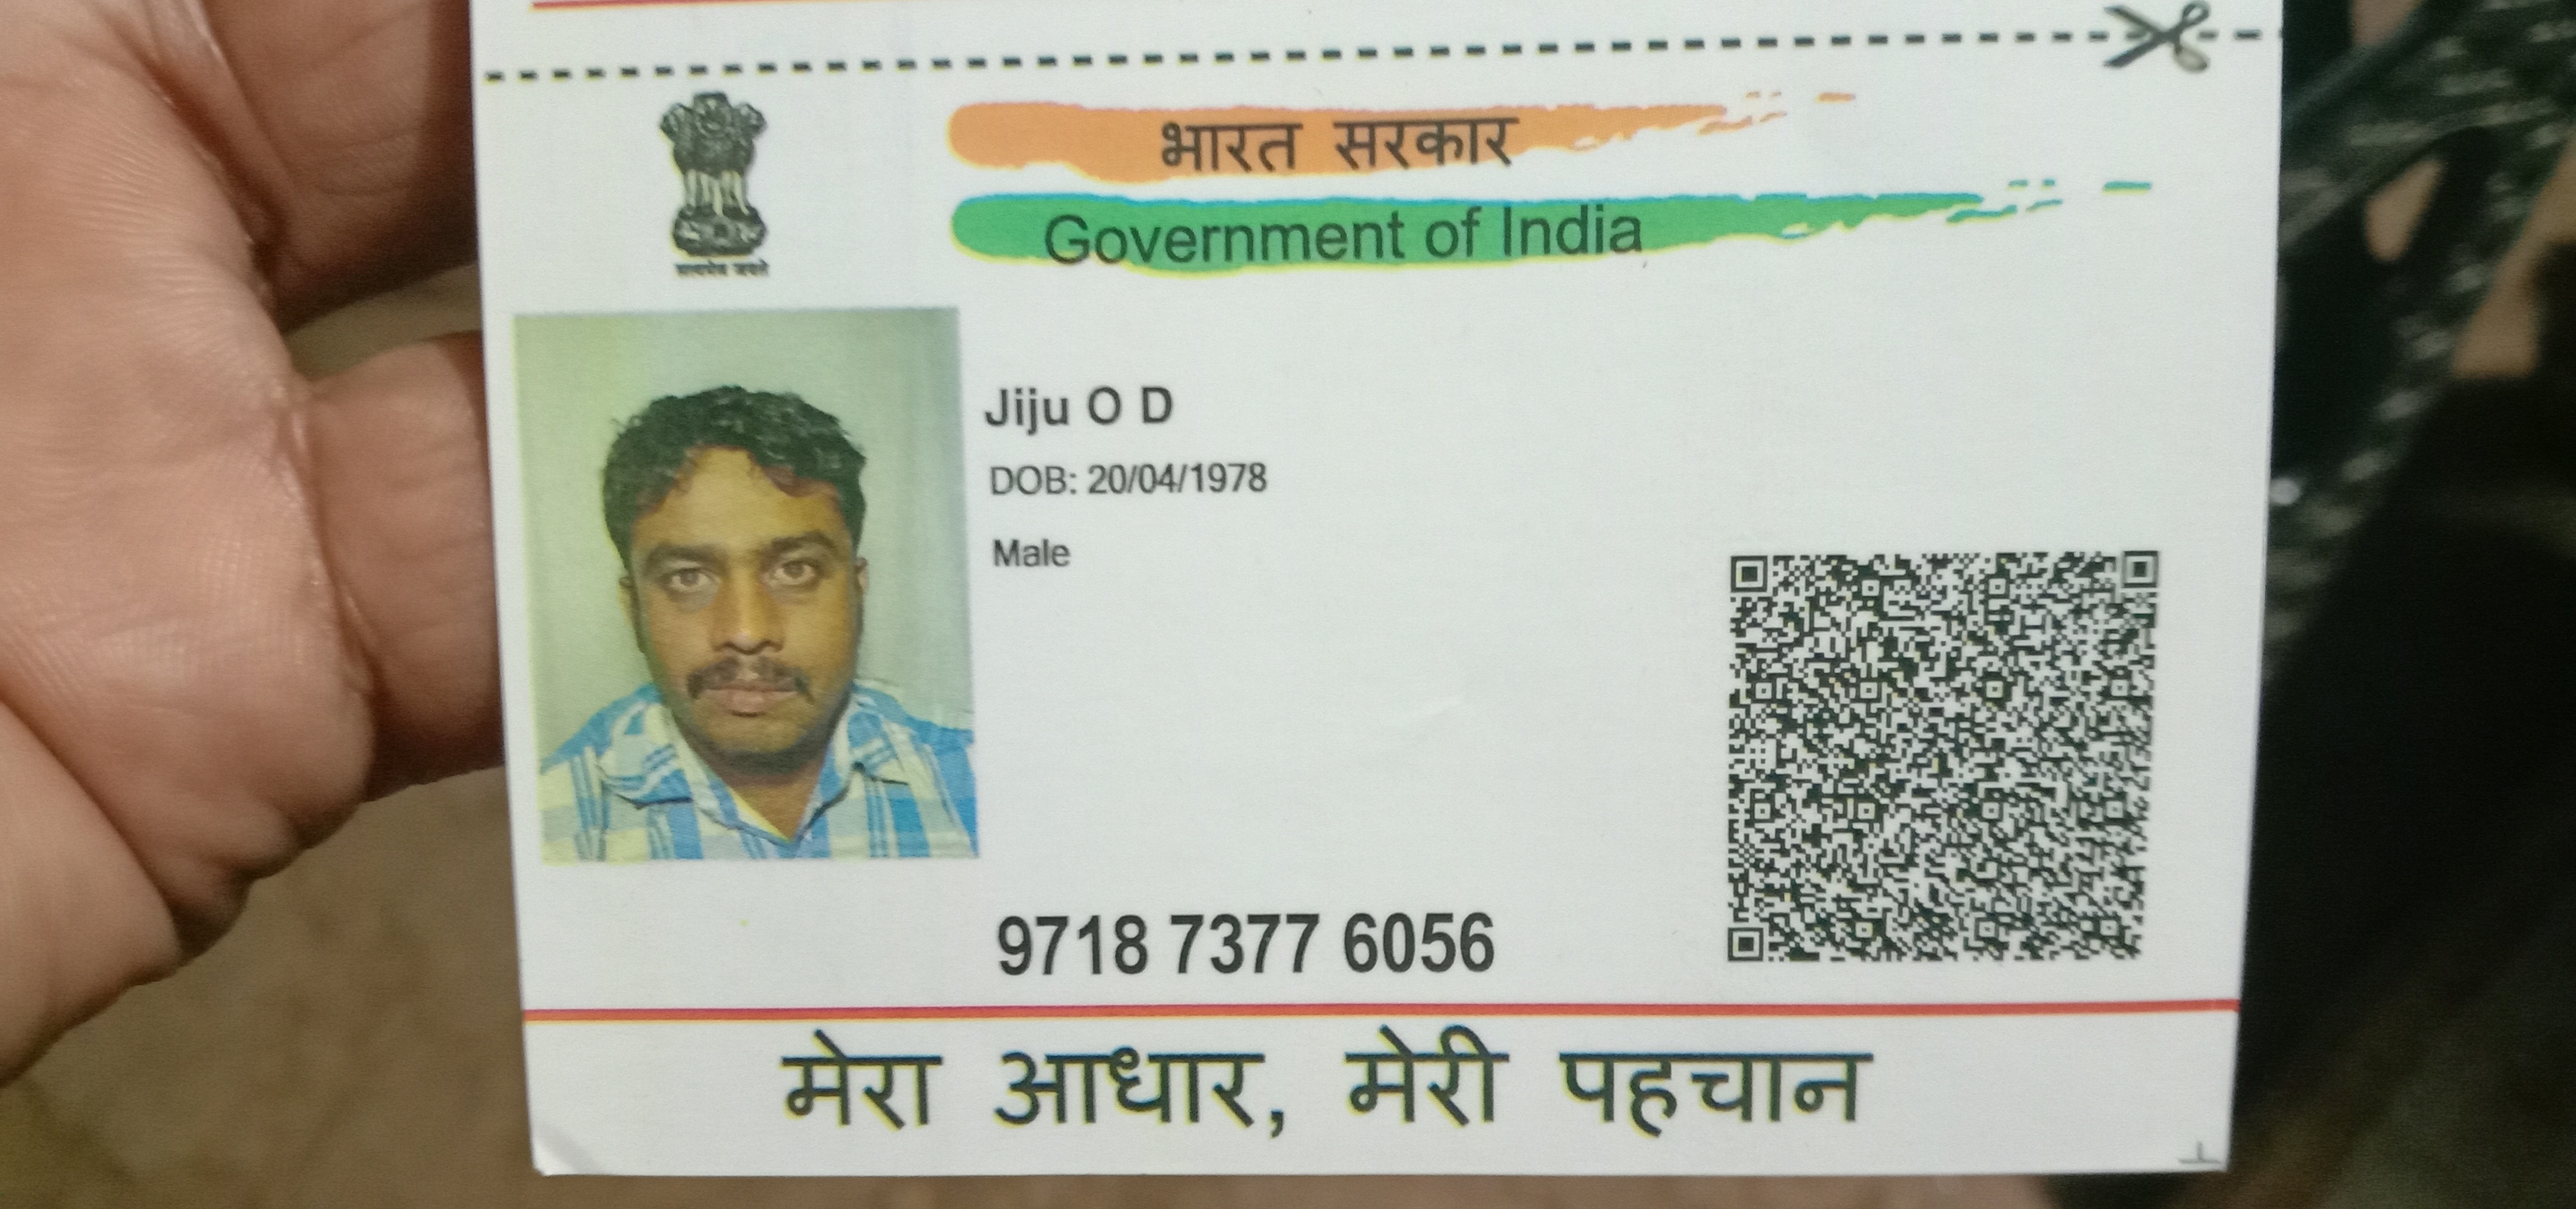 भारत सरकार
Government of India
सत्यमेव जयते
Jiju O D
DOB: 20/04/1978
Male
9718 7377 6056
मेरा आधार, मेरी पहचान